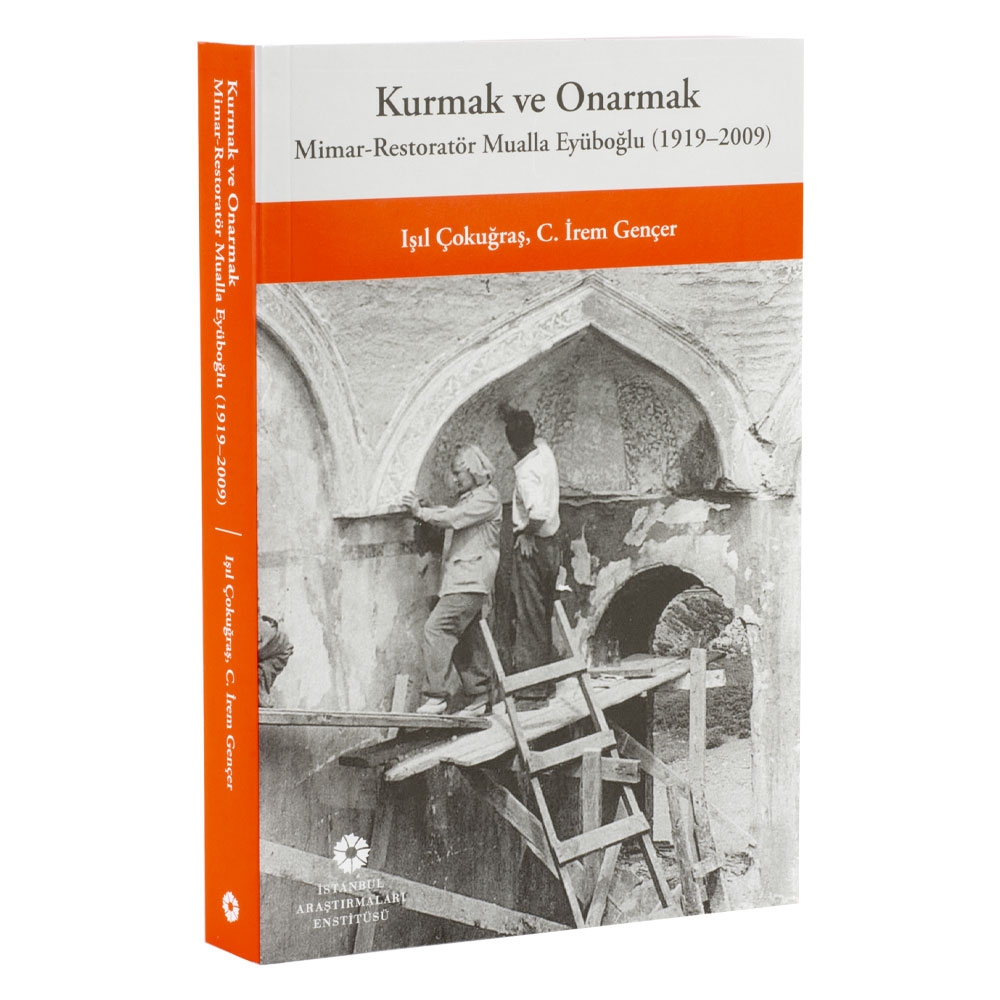 Kurmak ve Onarmak
Mimar-Restoratör Mualla Eyüboğlu (1919–2009)
Işıl Çokuğraş, C. İrem Gençer
İSTANBUL
ARAŞTIRMALARI
ENSTİTÜSÜ
Kurmak ve Onarmak
Mimar-Restoratör Mualla Eyüboğlu (1919–2009) | Işıl Çokuğraş, C. İrem Gençer